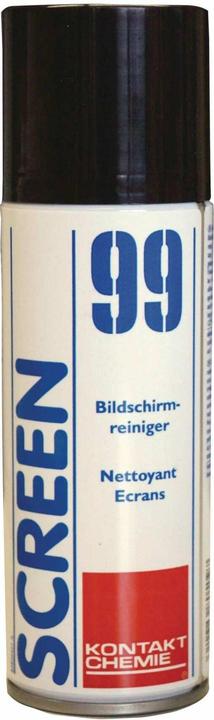 SCREEN
99
Bildschirm-
reiniger
Nettoyant
Ecrans
KONTAKT
CHEMIE®